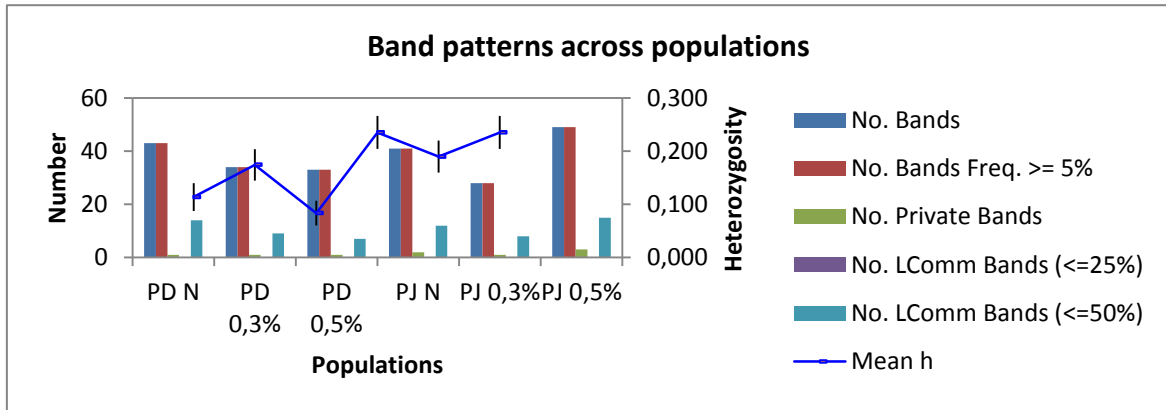 Band patterns across populations
60
40
20
0
Number
0,300
0,200
0,100
0,000
Heterozygosity
PD N
PD
0,3%
PD
0,5%
PJ N
PJ 0,3%
PJ 0,5%
Populations
No. Bands
No. Bands Freq. >= 5%
No. Private Bands
No. LComm Bands (<=25%)
No. LComm Bands (<=50%)
Mean h